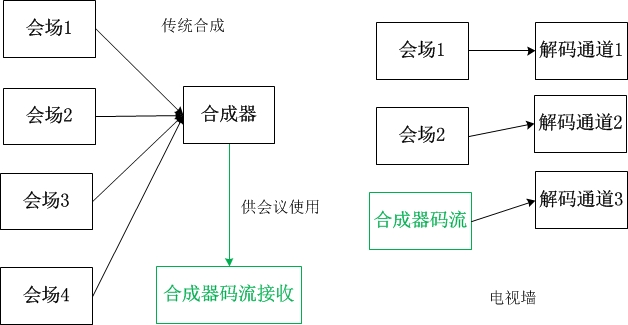 传统合成
会场1
会场2
会场3
会场4
合成器
供会议使用
合成器码流接收
会场1
解码通道1
会场2
解码通道2
合成器码流
解码通道3
电视墙